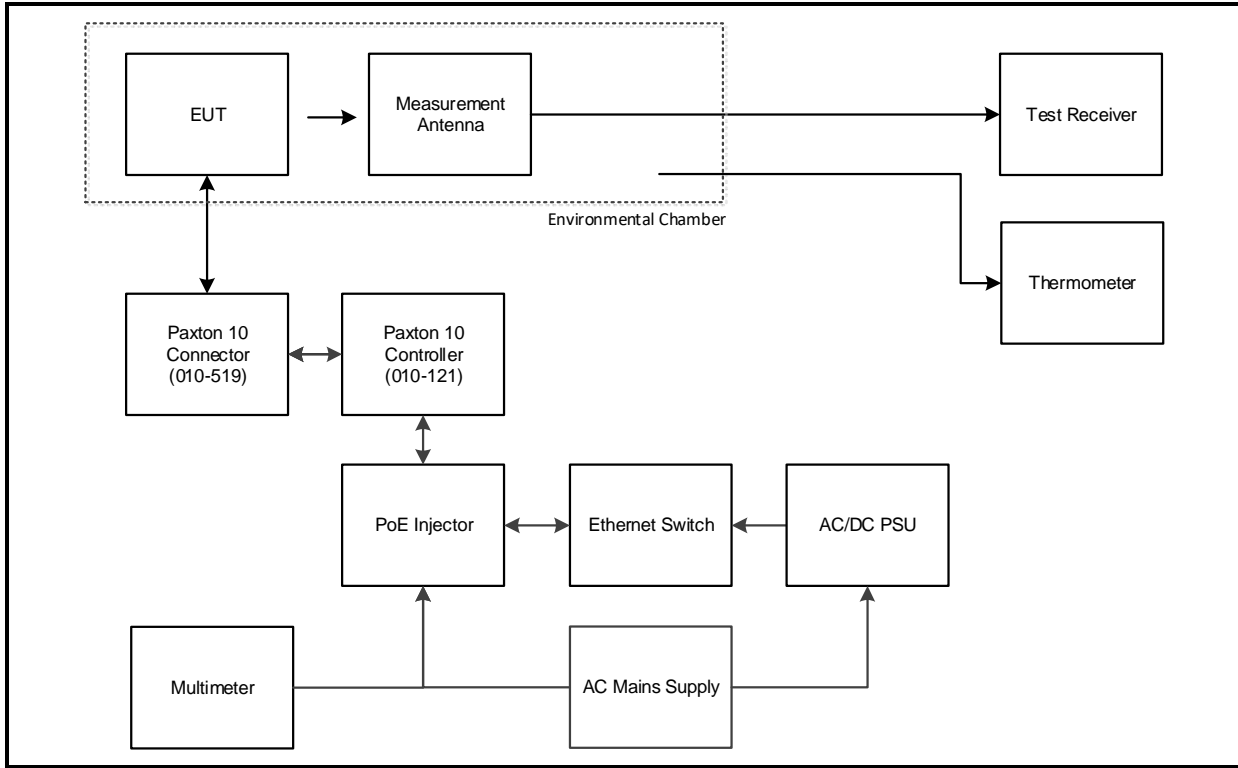 EUT
Measurement
Antenna
Test Receiver
Environmental Chamber
Thermometer
Paxton 10
Connector
(010-519)
Paxton 10
Controller
(010-121)
PoE Injector
Ethernet Switch
AC/DC PSU
Multimeter
AC Mains Supply